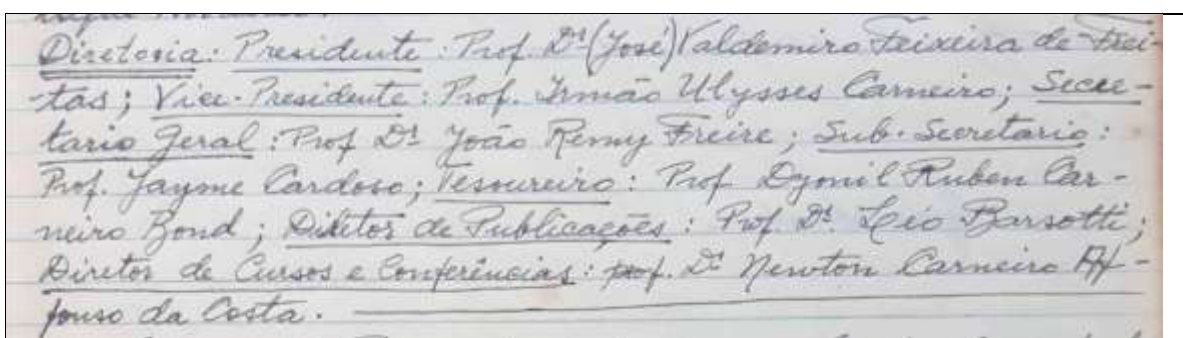 Diretoria: Presidente: Prof. Dr (José) Valdemiro Teixeira de Frei-
tas; Vice-Presidente: Prof. Irmão Ulysses Carneiro; Secre-
tario Geral: Prof Dr João Remy Freire; Sub-Secretario:
Prof. Jayme Cardoso; Tesoureiro: Prof Dyonil Ruben Car-
neiro Bond; Diretor de Publicações: Prof. Dr. Léo Barsotti;
Diretor de Cursos e Conferências: prof. Dr Newton Carneiro Af-
fonso da Costa.